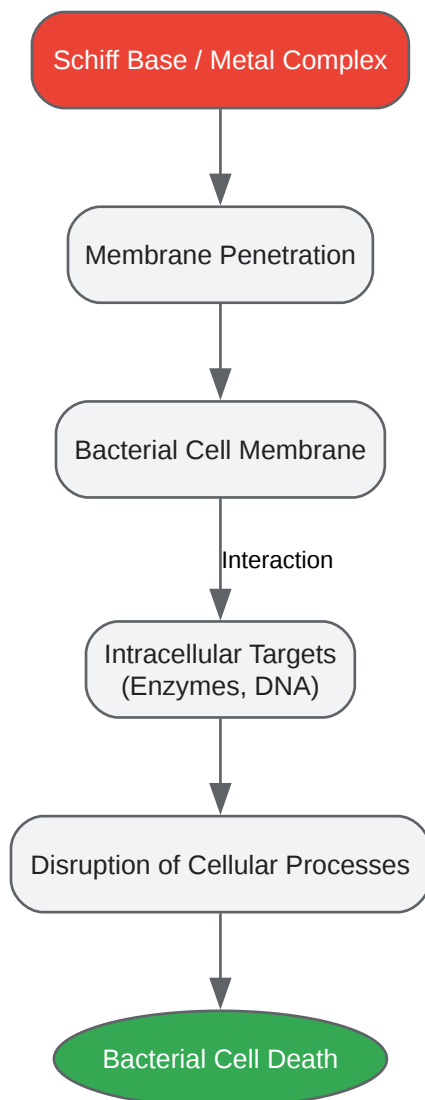 Schiff Base / Metal Complex
Membrane Penetration
Bacterial Cell Membrane
Interaction
Intracellular Targets
(Enzymes, DNA)
Disruption of Cellular Processes
Bacterial Cell Death